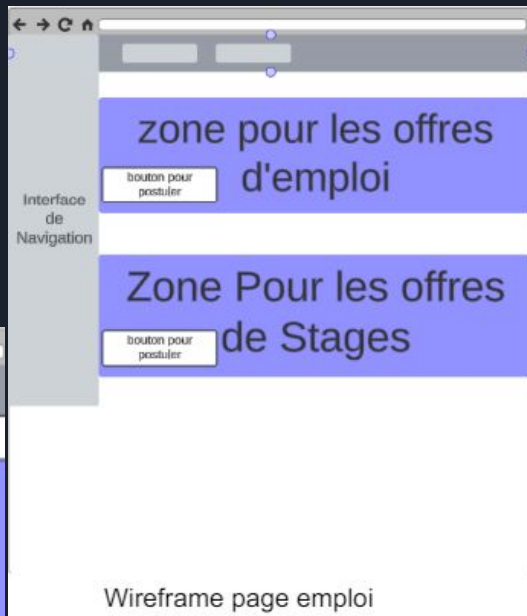 zone pour les offres
d'emploi
bouton pour
postuler
Interface
de
Navigation
Zone Pour les offres
de Stages
bouton pour
postuler
Wireframe page emploi